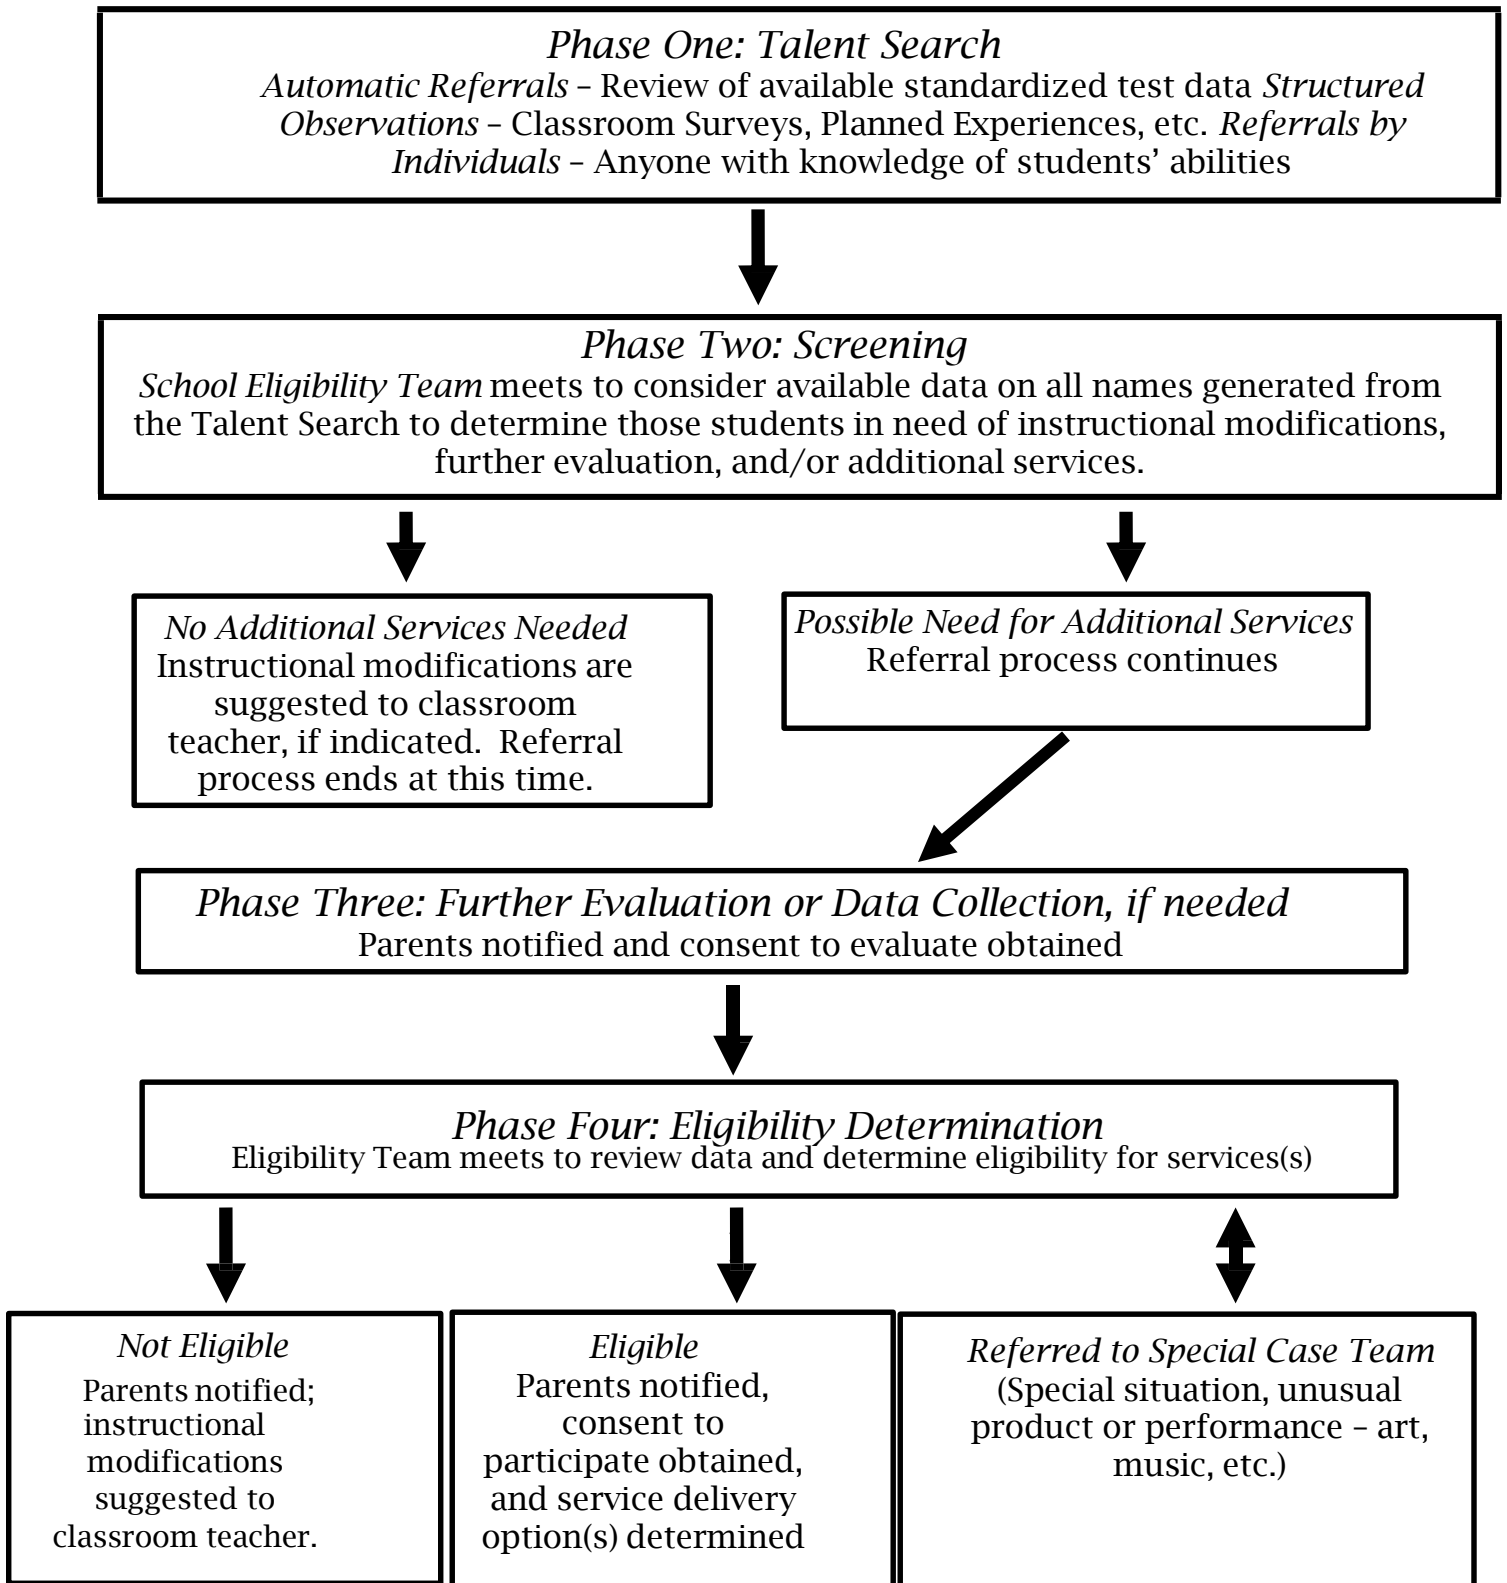 Phase One: Talent Search
Automatic Referrals – Review of available standardized test data Structured
Observations – Classroom Surveys, Planned Experiences, etc. Referrals by
Individuals – Anyone with knowledge of students’ abilities
Phase Two: Screening
School Eligibility Team meets to consider available data on all names generated from
the Talent Search to determine those students in need of instructional modifications,
further evaluation, and/or additional services.
No Additional Services Needed
Instructional modifications are
suggested to classroom
teacher, if indicated.  Referral
process ends at this time.
Possible Need for Additional Services
Referral process continues
Phase Three: Further Evaluation or Data Collection, if needed
Parents notified and consent to evaluate obtained
Phase Four: Eligibility Determination
Eligibility Team meets to review data and determine eligibility for services(s)
Not Eligible
Parents notified;
instructional
modifications
suggested to
classroom teacher.
Eligible
Parents notified,
consent to
participate obtained,
and service delivery
option(s) determined
Referred to Special Case Team
(Special situation, unusual
product or performance – art,
music, etc.)